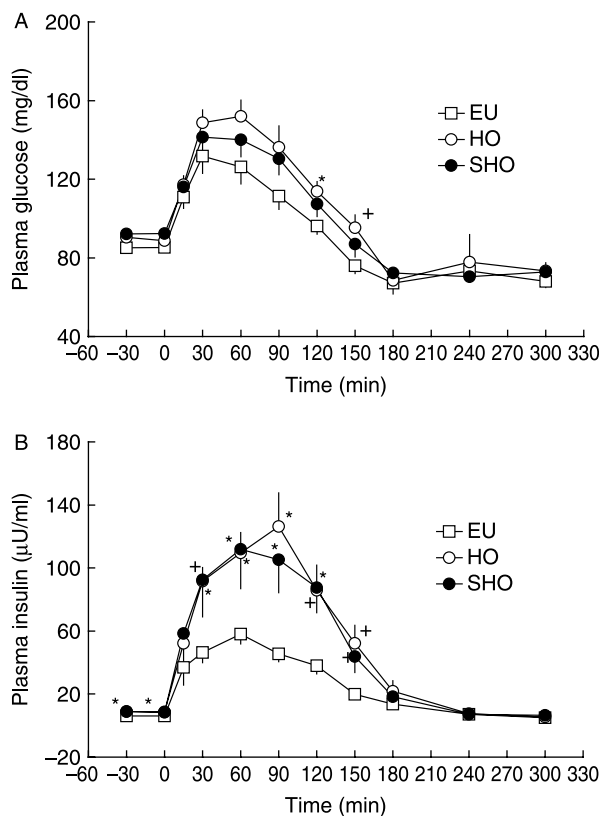 A
200
160
120
80
40
Plasma glucose (mg/dl)
EU
HO
SHO
*
+
−60 −30 0 30 60 90 120 150 180 210 240 270 300 330
Time (min)
B
180
140
100
60
20
−20
Plasma insulin (μU/ml)
EU
HO
SHO
* * + * * * * * + * + +
−60 −30 0 30 60 90 120 150 180 210 240 270 300 330
Time (min)